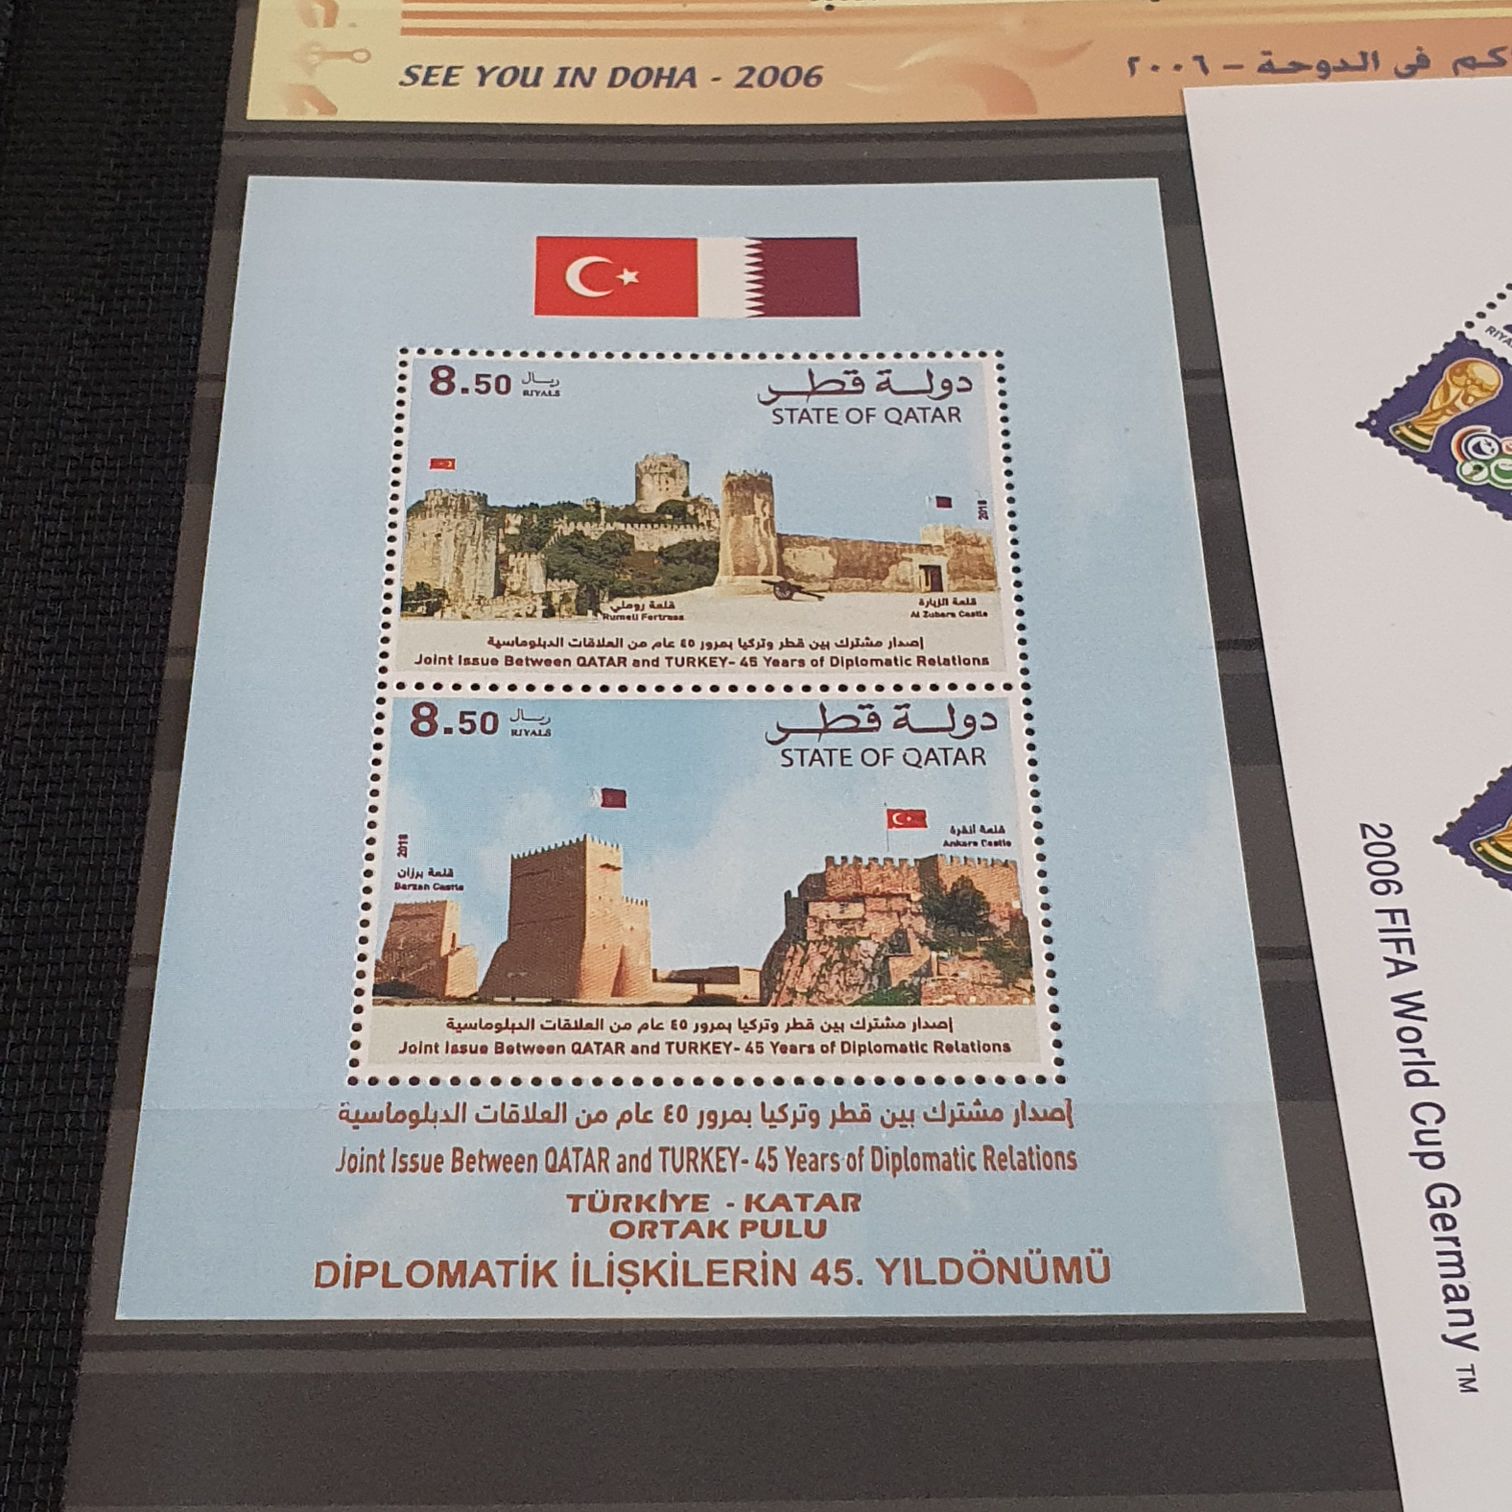 SEE YOU IN DOHA - 2006
كم في الدوحة - ٢٠٠٦
8.50 ريال
RIYALS
دولة قطر
STATE OF QATAR
2018
قلعة روملي
Rumeli Fortress
قلعة الزبارة
Al Zubara Castle
إصدار مشترك بين قطر وتركيا بمرور ٤٥ عام من العلاقات الدبلوماسية
Joint Issue Between QATAR and TURKEY- 45 Years of Diplomatic Relations
8.50 ريال
RIYALS
دولة قطر
STATE OF QATAR
2018
قلعة برزان
Barzan Castle
قلعة أنقرة
Ankara Castle
إصدار مشترك بين قطر وتركيا بمرور ٤٥ عام من العلاقات الدبلوماسية
Joint Issue Between QATAR and TURKEY- 45 Years of Diplomatic Relations
إصدار مشترك بين قطر وتركيا بمرور ٤٥ عام من العلاقات الدبلوماسية
Joint Issue Between QATAR and TURKEY- 45 Years of Diplomatic Relations
TÜRKİYE - KATAR
ORTAK PULU
DİPLOMATİK İLİŞKİLERİN 45. YILDÖNÜMÜ
2006 FIFA World Cup Germany ™